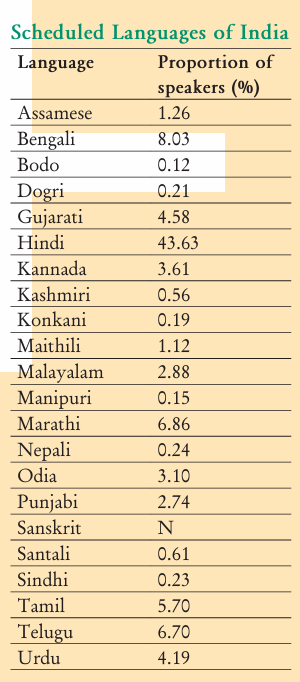 Scheduled Languages of India
Language Proportion of
speakers (%)
Assamese 1.26
Bengali 8.03
Bodo 0.12
Dogri 0.21
Gujarati 4.58
Hindi 43.63
Kannada 3.61
Kashmiri 0.56
Konkani 0.19
Maithili 1.12
Malayalam 2.88
Manipuri 0.15
Marathi 6.86
Nepali 0.24
Odia 3.10
Punjabi 2.74
Sanskrit N
Santali 0.61
Sindhi 0.23
Tamil 5.70
Telugu 6.70
Urdu 4.19